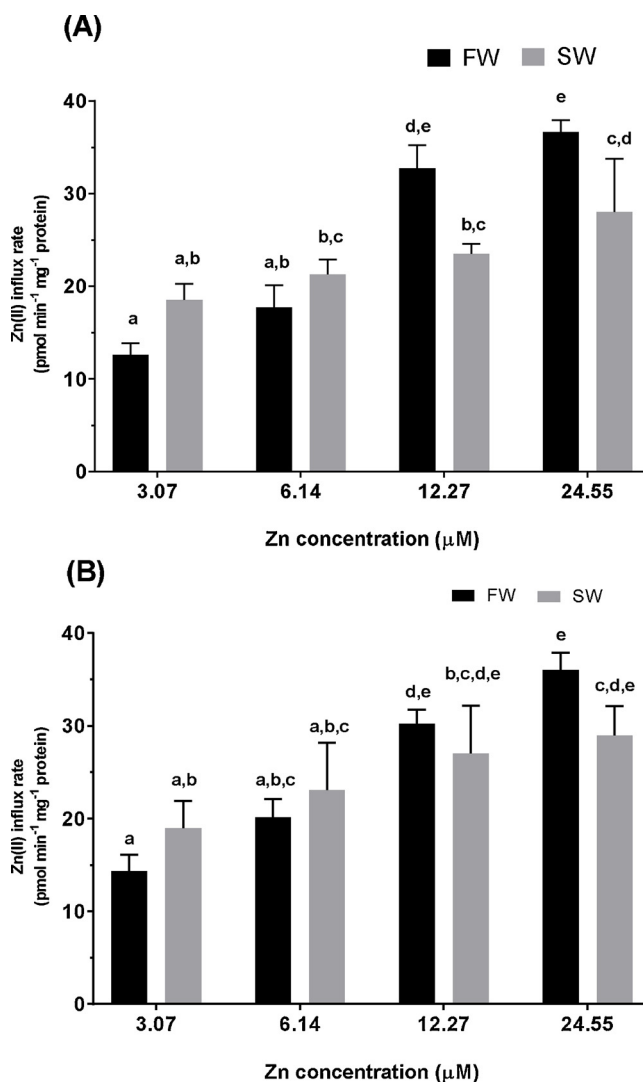 (A)
FW SW
40
30
20
10
0
Zn(II) influx rate
(pmol min⁻¹ mg⁻¹ protein)
a
a,b
a,b
b,c
d,e
b,c
e
c,d
3.07 6.14 12.27 24.55
Zn concentration (μM)
(B)
FW SW
40
30
20
10
0
Zn(II) influx rate
(pmol min⁻¹ mg⁻¹ protein)
a
a,b
a,b,c
a,b,c
d,e
b,c,d,e
e
c,d,e
3.07 6.14 12.27 24.55
Zn concentration (μM)